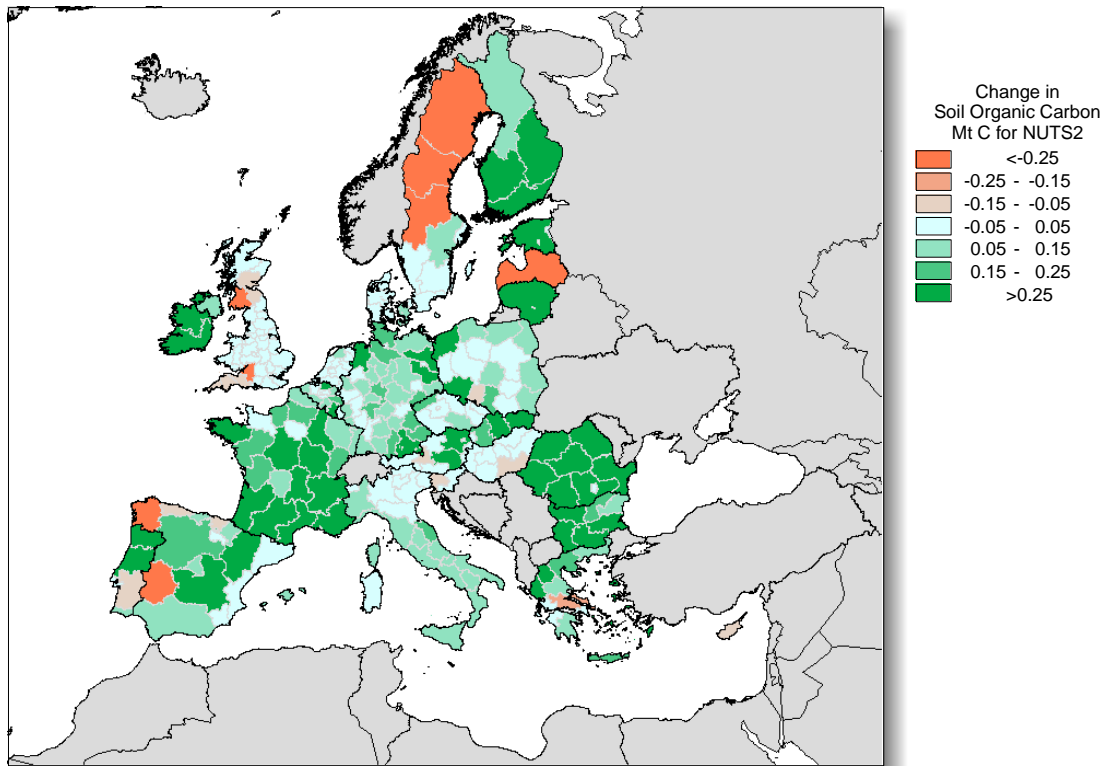 Change in
Soil Organic Carbon
Mt C for NUTS2
<-0.25
-0.25 - -0.15
-0.15 - -0.05
-0.05 - 0.05
0.05 - 0.15
0.15 - 0.25
>0.25